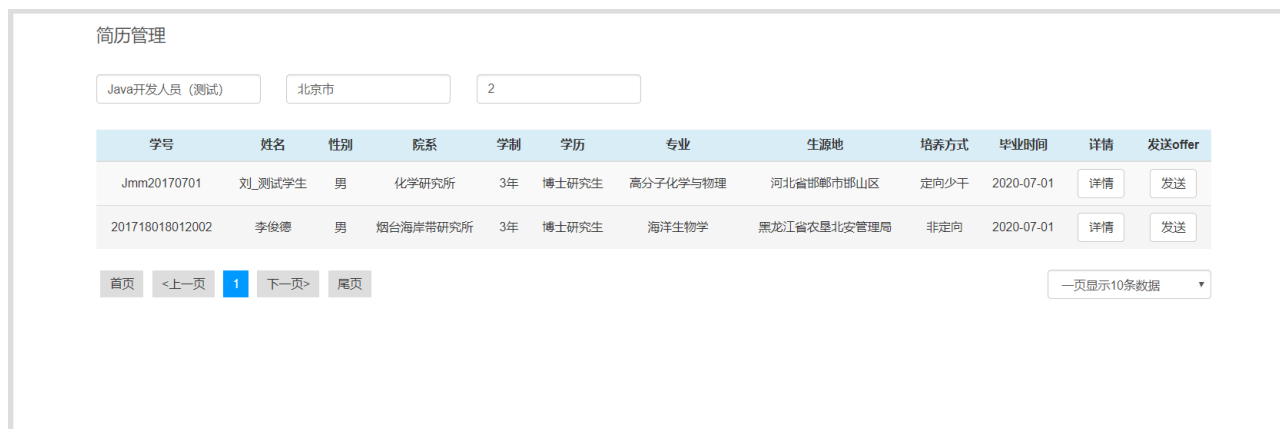 简历管理
Java开发人员（测试） 北京市 2
学号 姓名 性别 院系 学制 学历 专业 生源地 培养方式 毕业时间 详情 发送offer
Jmm20170701 刘_测试学生 男 化学研究所 3年 博士研究生 高分子化学与物理 河北省邯郸市邯山区 定向少干 2020-07-01 详情 发送
201718018012002 李俊德 男 烟台海岸带研究所 3年 博士研究生 海洋生物学 黑龙江省农垦北安管理局 非定向 2020-07-01 详情 发送
首页 <上一页 1 下一页> 尾页 一页显示10条数据